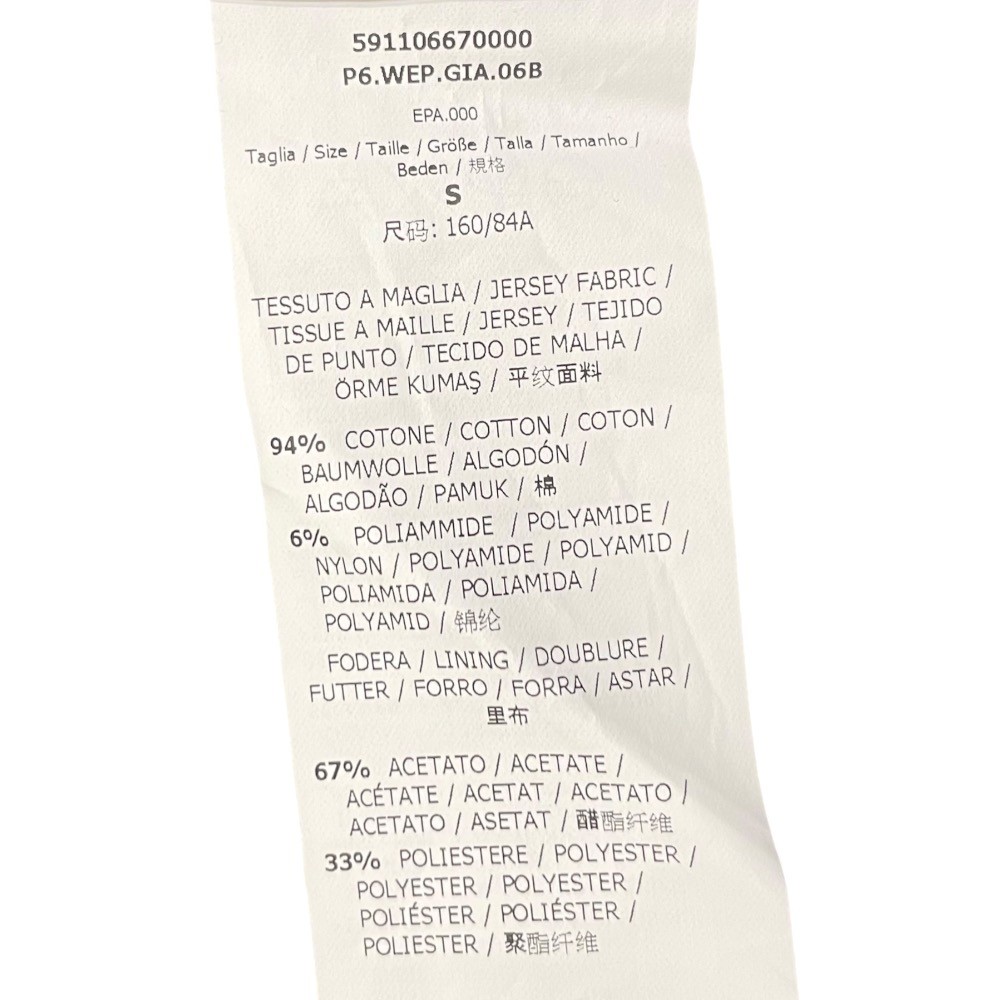 591106670000
P6.WEP.GIA.06B
EPA.000
Taglia / Size / Taille / Größe / Talla / Tamanho /
Beden / 規格
S
尺码: 160/84A
TESSUTO A MAGLIA / JERSEY FABRIC /
TISSUE A MAILLE / JERSEY / TEJIDO
DE PUNTO / TECIDO DE MALHA /
ÖRME KUMAŞ / 平纹面料
94% COTONE / COTTON / COTON /
BAUMWOLLE / ALGODÓN /
ALGODÃO / PAMUK / 棉
6% POLIAMMIDE / POLYAMIDE /
NYLON / POLYAMIDE / POLYAMID /
POLIAMIDA / POLIAMIDA /
POLYAMID / 锦纶
FODERA / LINING / DOUBLURE /
FUTTER / FORRO / FORRA / ASTAR /
里布
67% ACETATO / ACETATE /
ACÉTATE / ACETAT / ACETATO /
ACETATO / ASETAT / 醋酯纤维
33% POLIESTERE / POLYESTER /
POLYESTER / POLYESTER /
POLIÉSTER / POLIÉSTER /
POLIESTER / 聚酯纤维